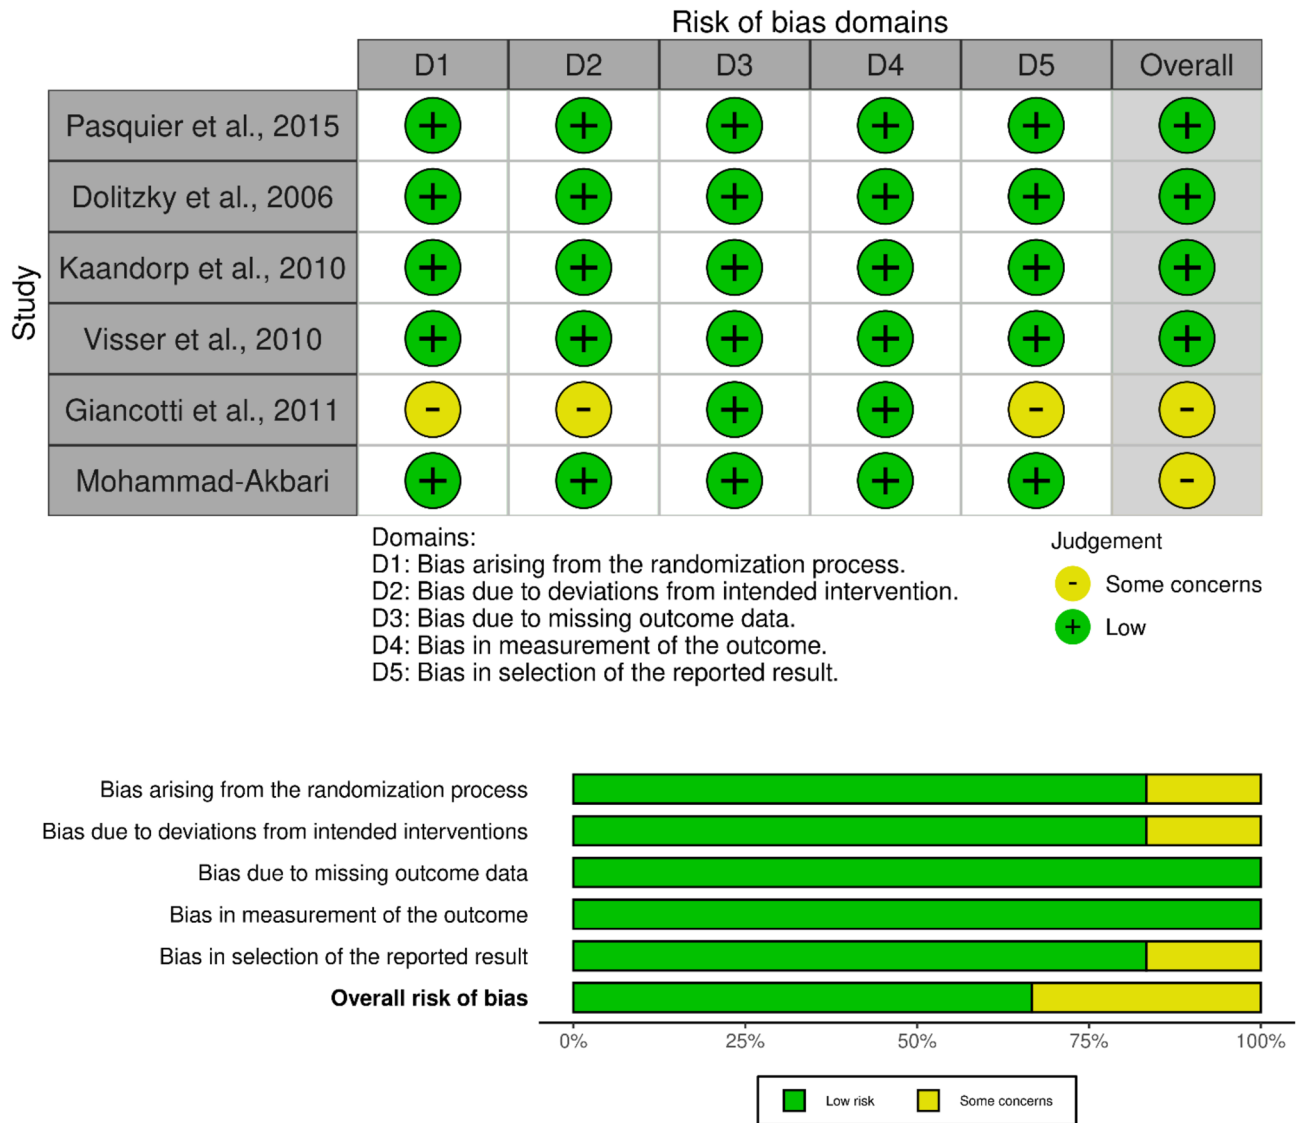 Risk of bias domains
D1 D2 D3 D4 D5 Overall
Study
Pasquier et al., 2015 + + + + + +
Dolitzky et al., 2006 + + + + + +
Kaandorp et al., 2010 + + + + + +
Visser et al., 2010 + + + + + +
Giancotti et al., 2011 - - + + - -
Mohammad-Akbari + + + + + -
Domains:
D1: Bias arising from the randomization process.
D2: Bias due to deviations from intended intervention.
D3: Bias due to missing outcome data.
D4: Bias in measurement of the outcome.
D5: Bias in selection of the reported result.
Judgement
- Some concerns
+ Low
Bias arising from the randomization process
Bias due to deviations from intended interventions
Bias due to missing outcome data
Bias in measurement of the outcome
Bias in selection of the reported result
Overall risk of bias
0% 25% 50% 75% 100%
Low risk Some concerns